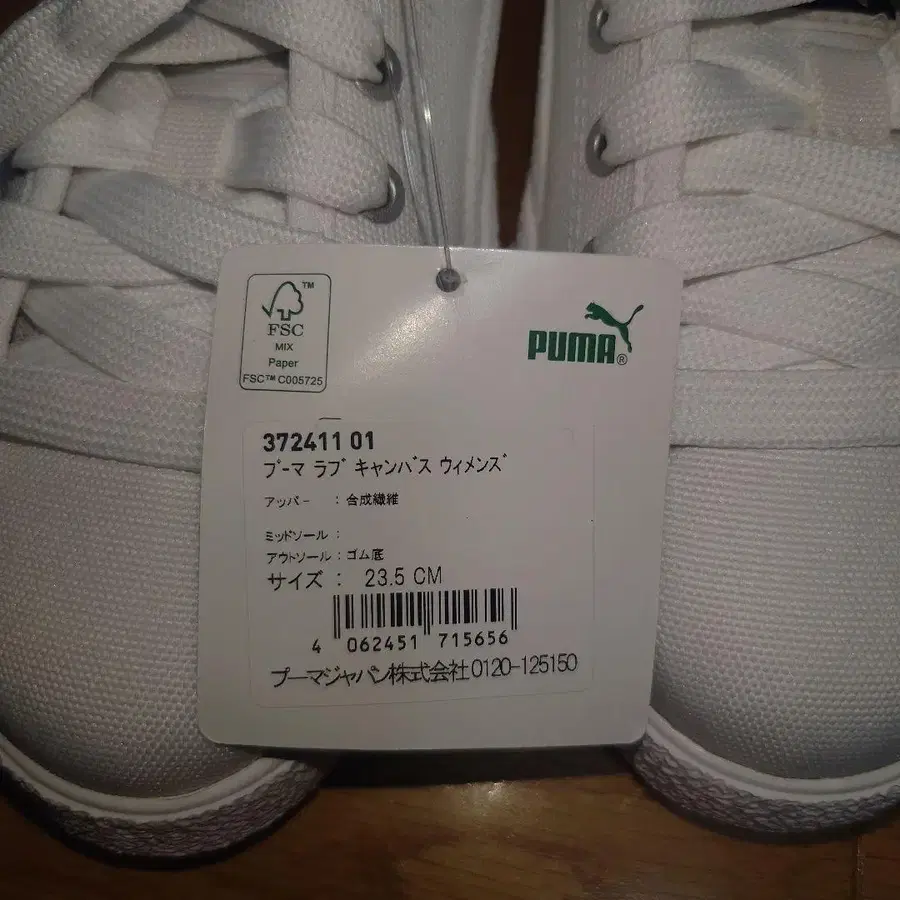 TM
FSC
MIX
Paper
FSC™ C005725
PUMA®
372411 01
プーマ ラブ キャンバス ウィメンズ
アッパー : 合成繊維
ミッドソール :
アウトソール : ゴム底
サイズ : 23.5 CM
4 062451 715656
プーマジャパン株式会社0120-125150